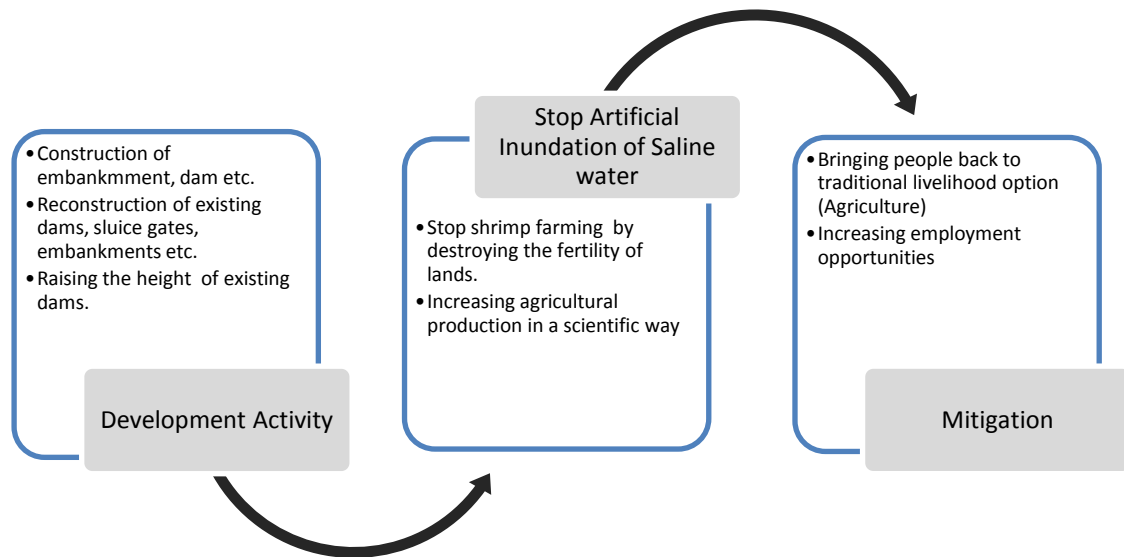 •Construction of
embankmment, dam etc.
•Reconstruction of existing
dams, sluice gates,
embankments etc.
•Raising the height of existing
dams.
Development Activity
Stop Artificial
Inundation of Saline
water
•Stop shrimp farming by
destroying the fertility of
lands.
•Increasing agricultural
production in a scientific way
•Bringing people back to
traditional livelihood option
(Agriculture)
•Increasing employment
opportunities
Mitigation